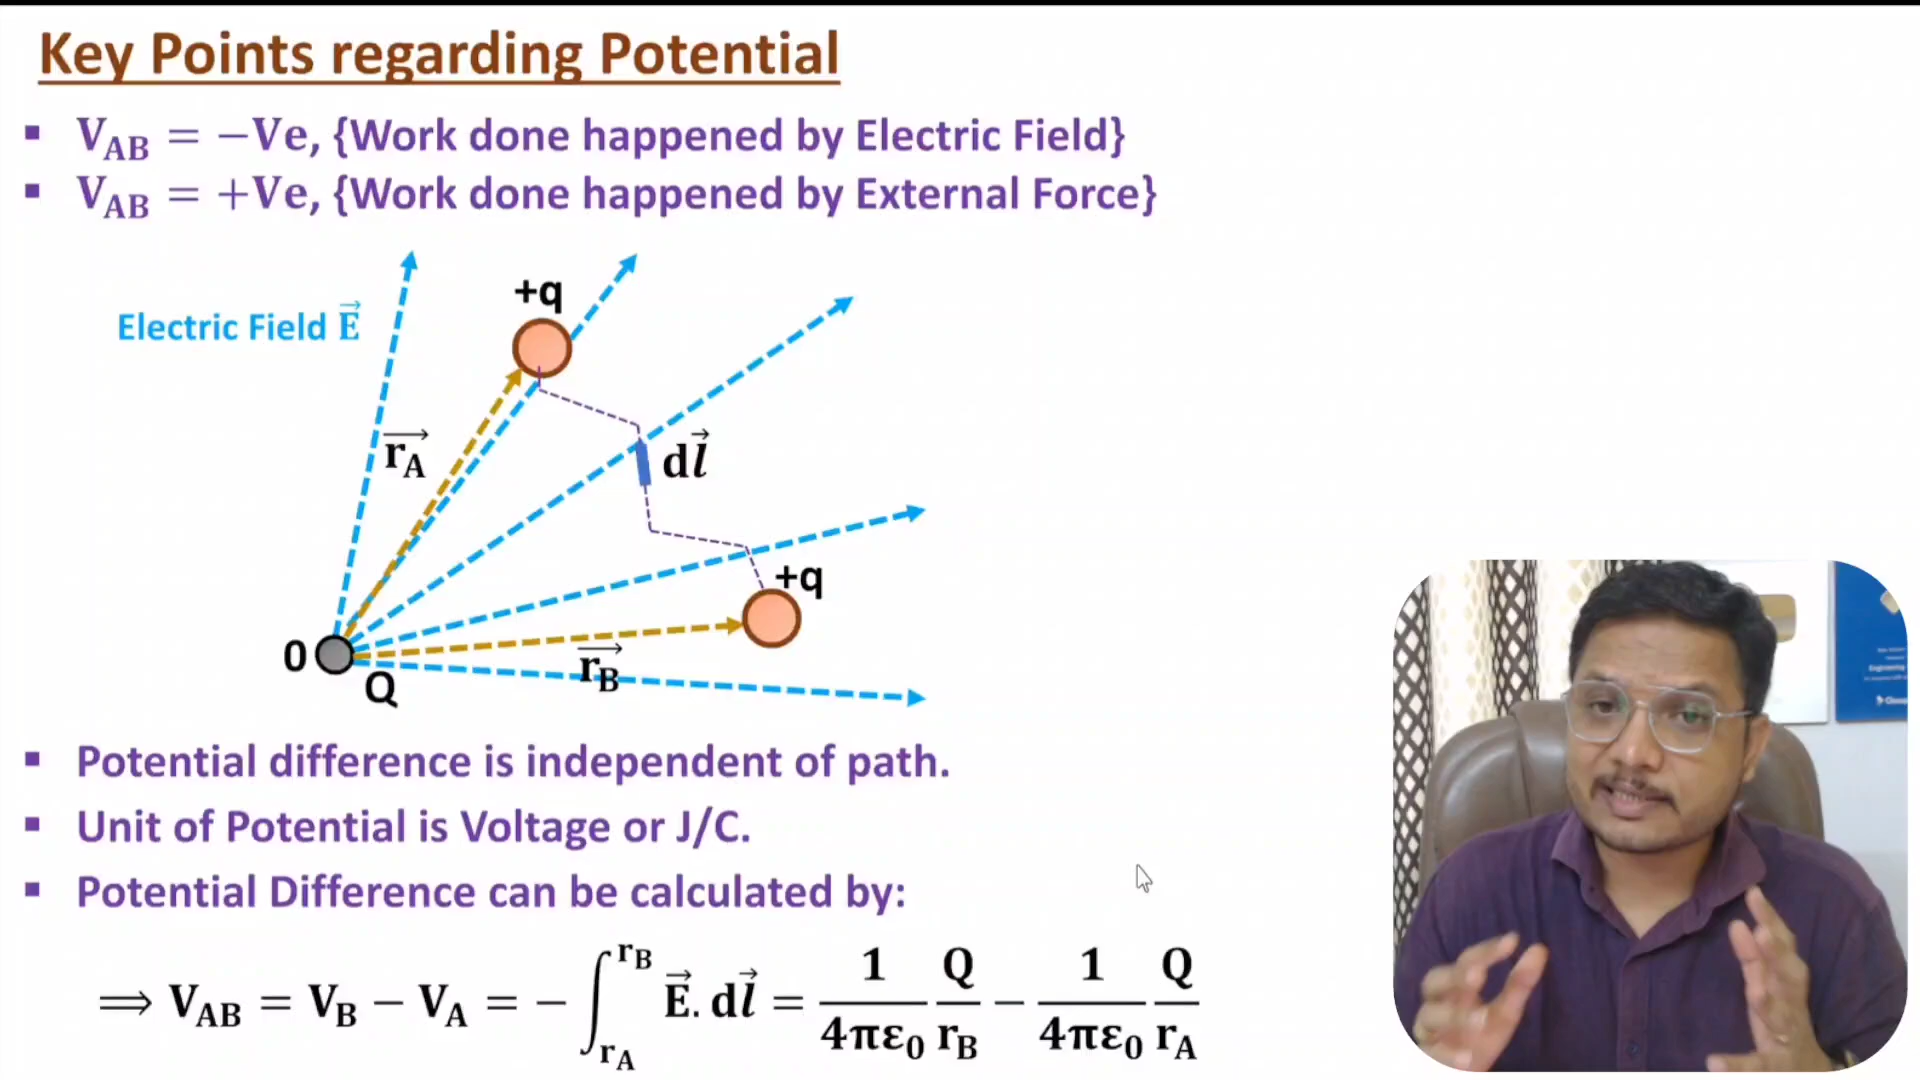 Key Points regarding Potential
▪ V_AB = −Ve, {Work done happened by Electric Field}
▪ V_AB = +Ve, {Work done happened by External Force}
Electric Field E⃗
+q
r_A⃗
dl⃗
+q
0
Q
r_B⃗
▪ Potential difference is independent of path.
▪ Unit of Potential is Voltage or J/C.
▪ Potential Difference can be calculated by:
⟹ V_AB = V_B − V_A = − ∫_{r_A}^{r_B} E⃗. dl⃗ = 1/(4πε₀) Q/r_B − 1/(4πε₀) Q/r_A